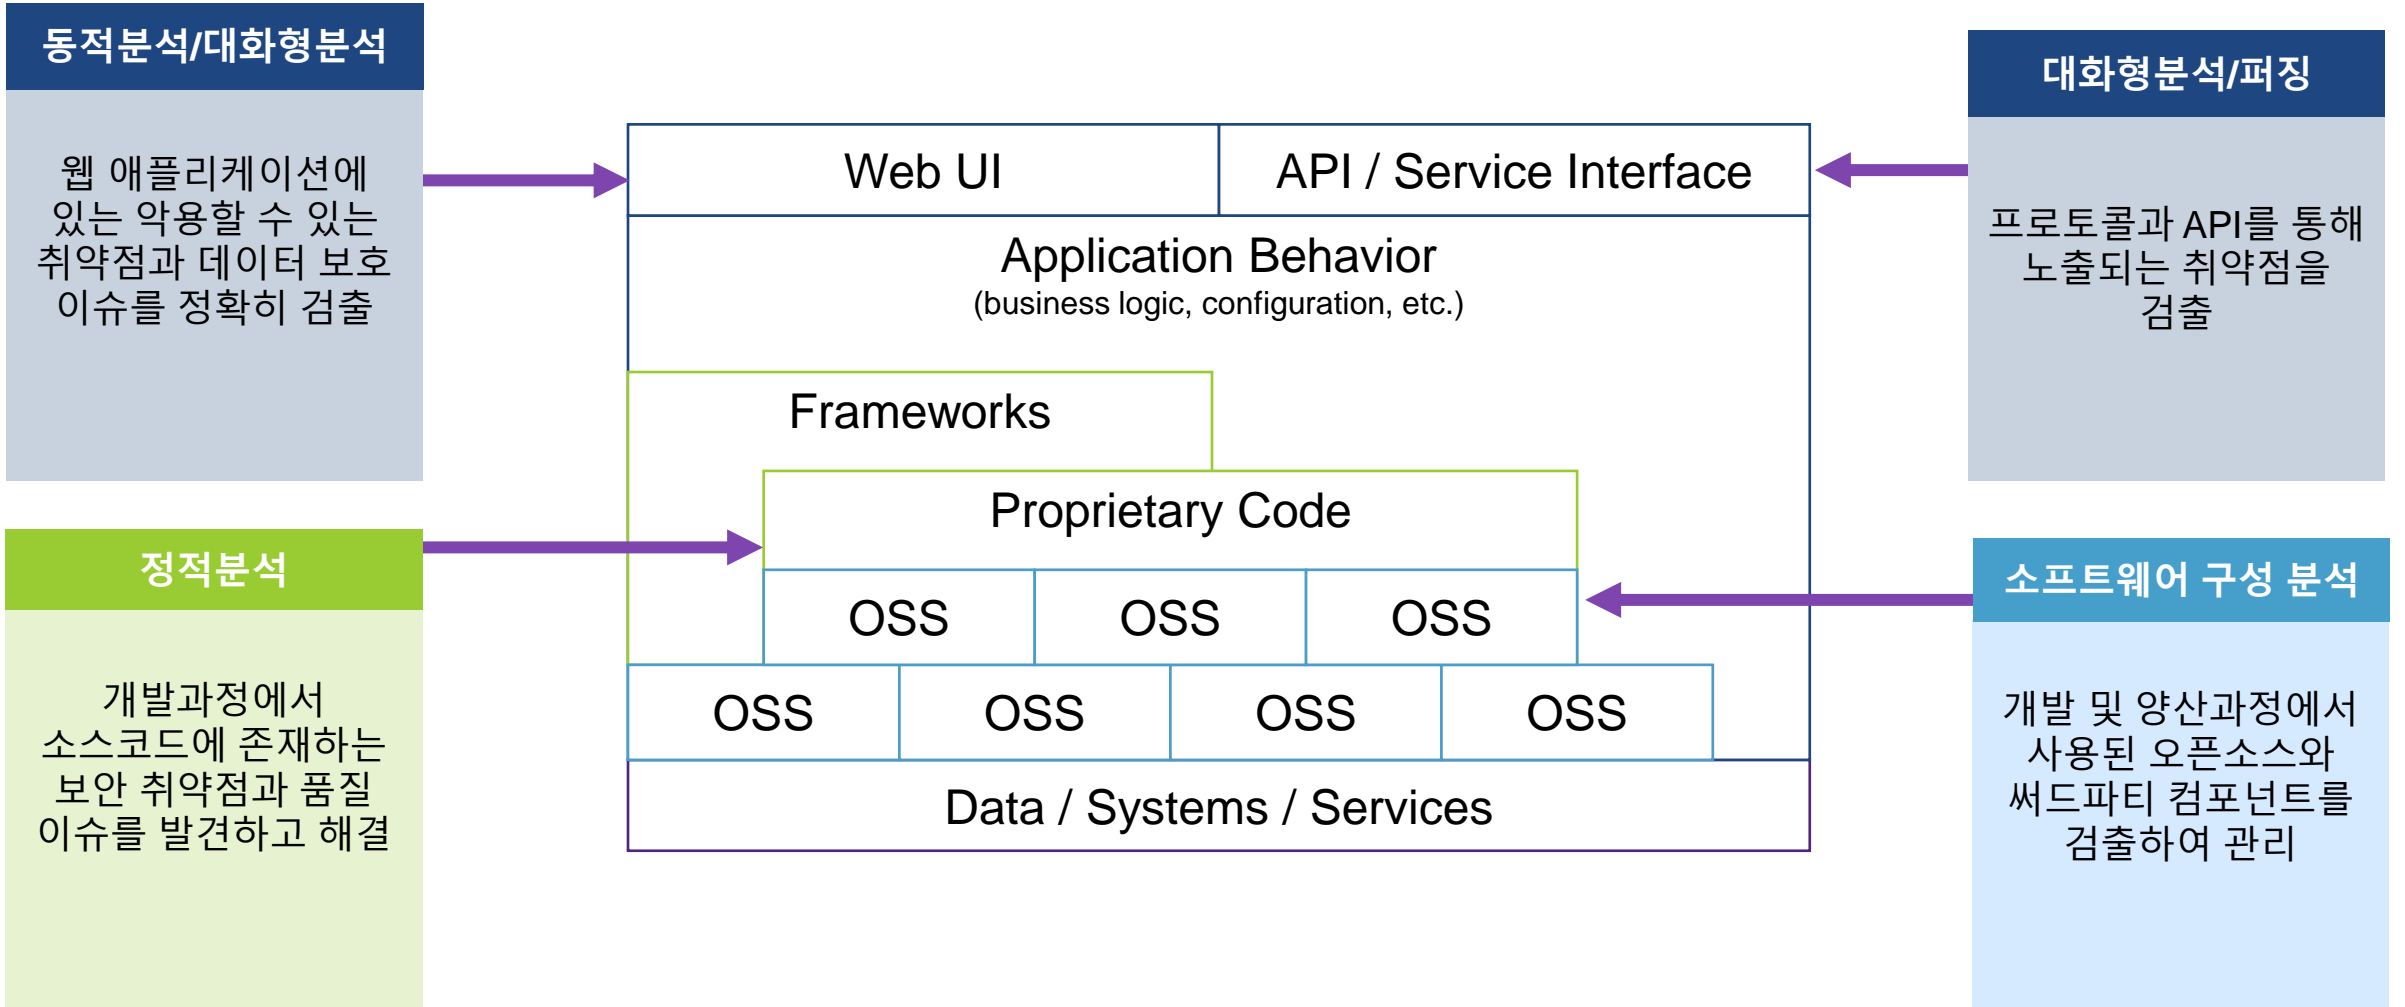 동적분석/대화형분석
웹 애플리케이션에
있는 악용할 수 있는
취약점과 데이터 보호
이슈를 정확히 검출
대화형분석/퍼징
프로토콜과 API를 통해
노출되는 취약점을
검출
Web UI
API / Service Interface
Application Behavior
(business logic, configuration, etc.)
Frameworks
Proprietary Code
OSS OSS OSS
OSS OSS OSS OSS
Data / Systems / Services
정적분석
개발과정에서
소스코드에 존재하는
보안 취약점과 품질
이슈를 발견하고 해결
소프트웨어 구성 분석
개발 및 양산과정에서
사용된 오픈소스와
써드파티 컴포넌트를
검출하여 관리